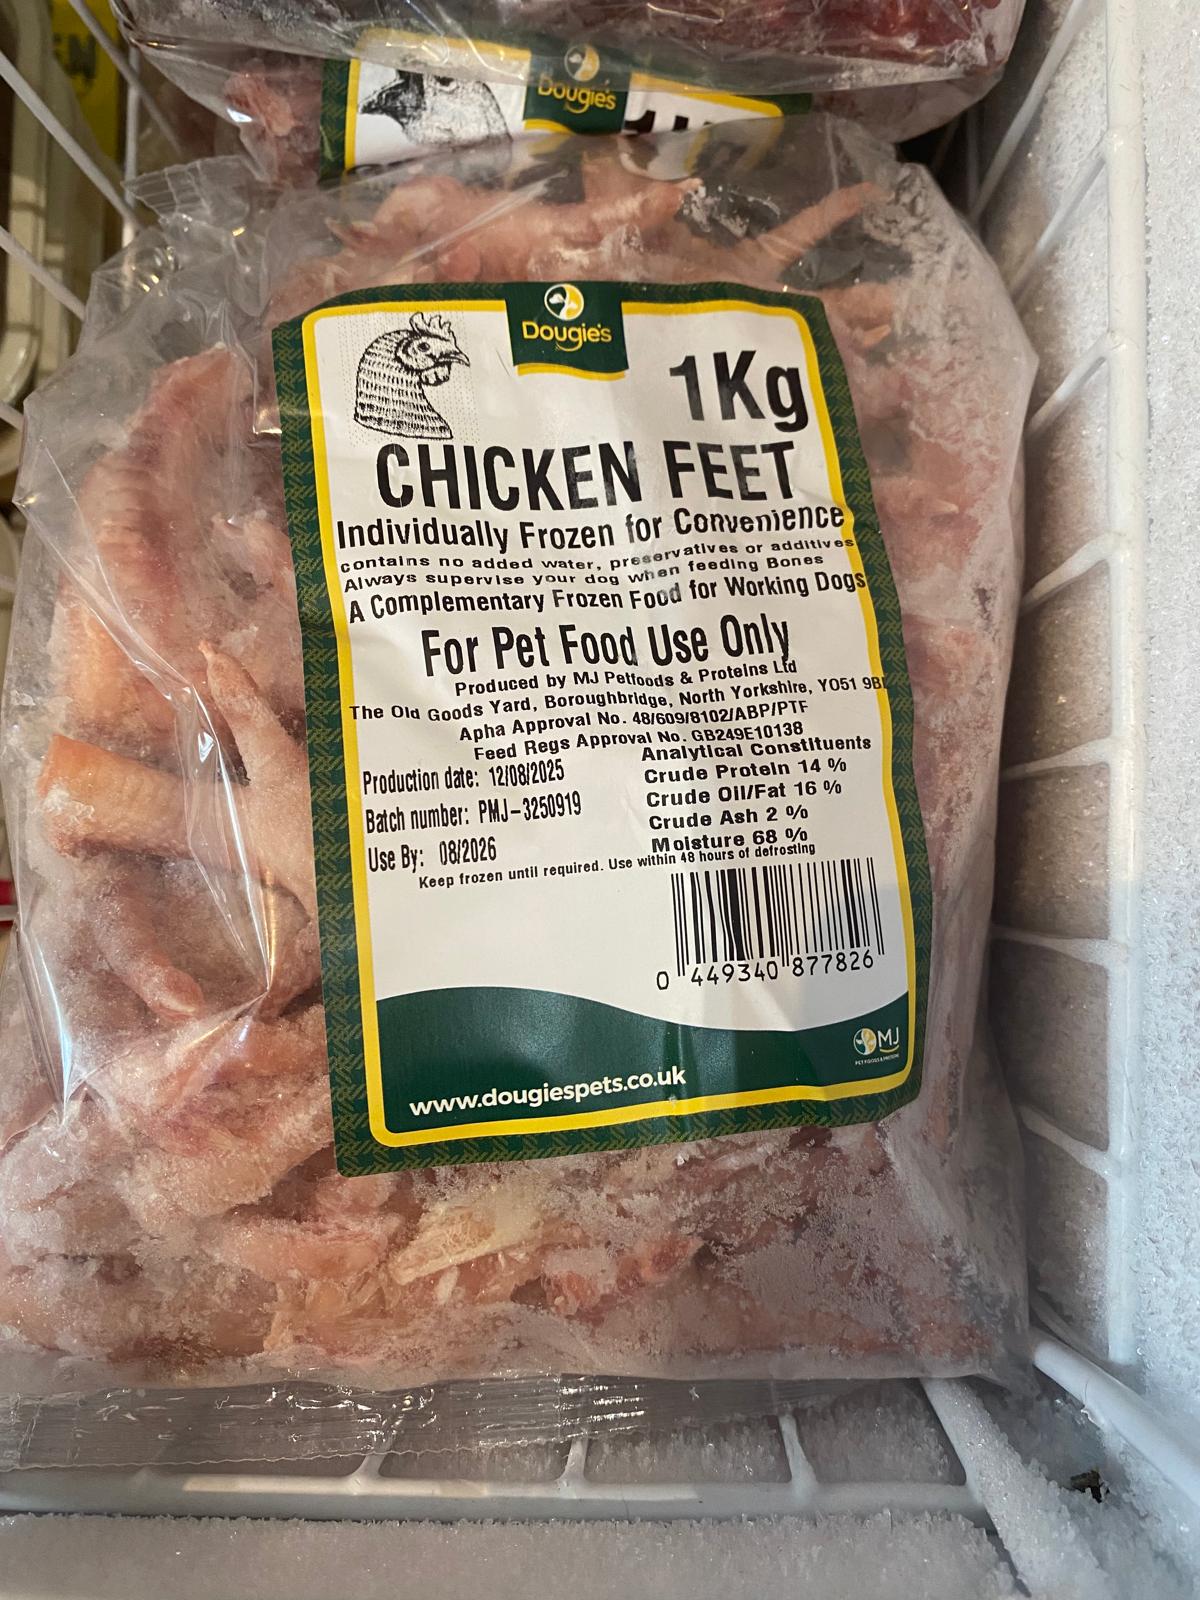 Dougie's
Dougie's
1Kg
CHICKEN FEET
Individually Frozen for Convenience
contains no added water, preservatives or additives
Always supervise your dog when feeding Bones
A Complementary Frozen Food for Working Dogs
For Pet Food Use Only
Produced by MJ Petfoods & Proteins Ltd
The Old Goods Yard, Boroughbridge, North Yorkshire, YO51
Apha Approval No. 48/609/8102/ABP/PTF
Feed Regs Approval No. GB249E10138
Production date: 12/08/2025
Batch number: PMJ-3250919
Use By: 08/2026
Analytical Constituents
Crude Protein 14 %
Crude Oil/Fat 16 %
Crude Ash 2 %
Moisture 68 %
Keep frozen until required. Use within 48 hours of defrosting
0 449340 877826
MJ
PET FOODS & PROTEINS
www.dougiespets.co.uk